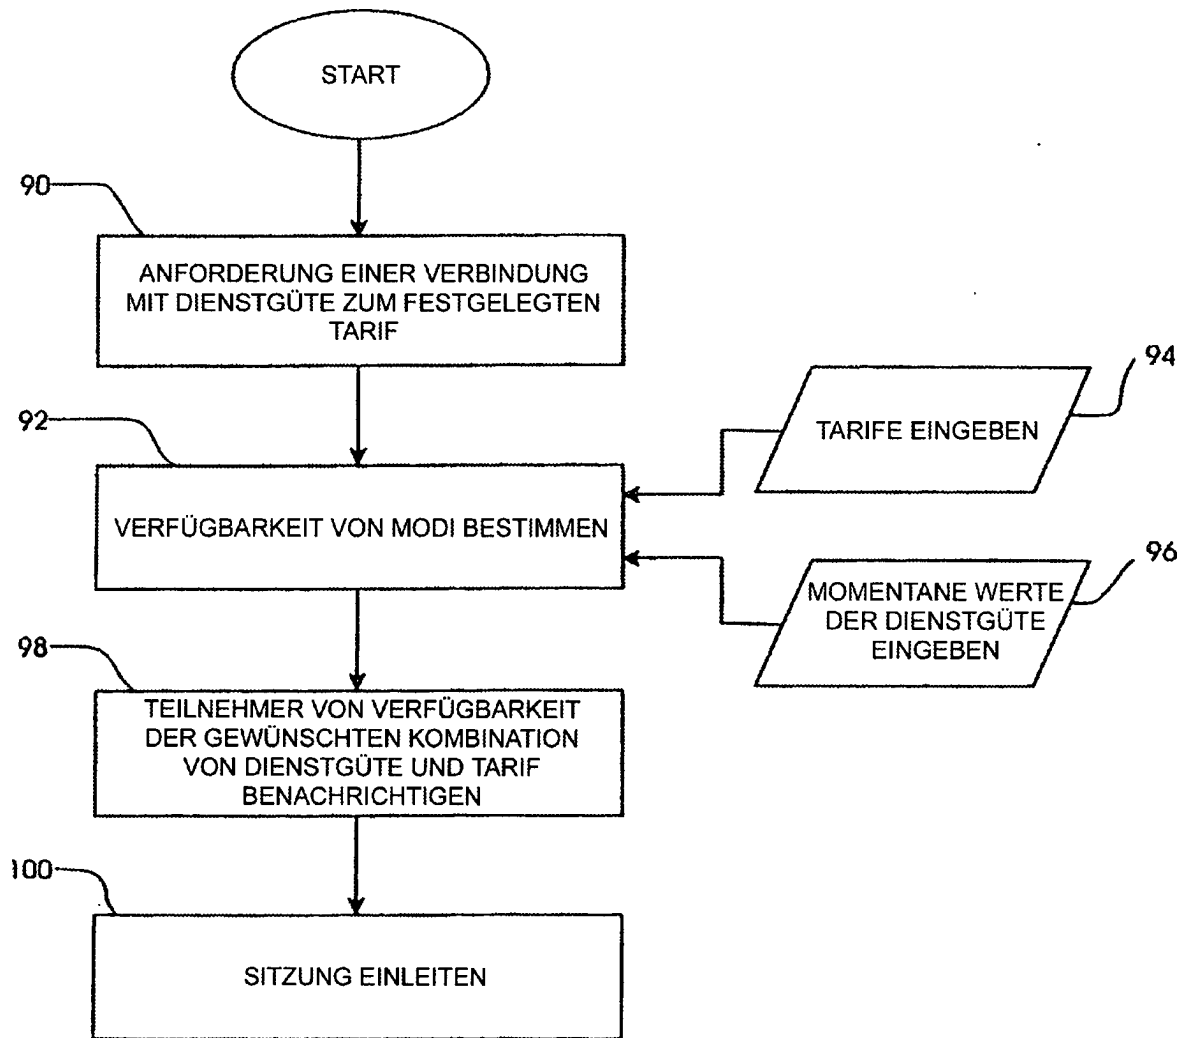 START
90
ANFORDERUNG EINER VERBINDUNG
MIT DIENSTGÜTE ZUM FESTGELEGTEN
TARIF
94
92
TARIFE EINGEBEN
VERFÜGBARKEIT VON MODI BESTIMMEN
96
MOMENTANE WERTE
DER DIENSTGÜTE
EINGEBEN
98
TEILNEHMER VON VERFÜGBARKEIT
DER GEWÜNSCHTEN KOMBINATION
VON DIENSTGÜTE UND TARIF
BENACHRICHTIGEN
100
SITZUNG EINLEITEN